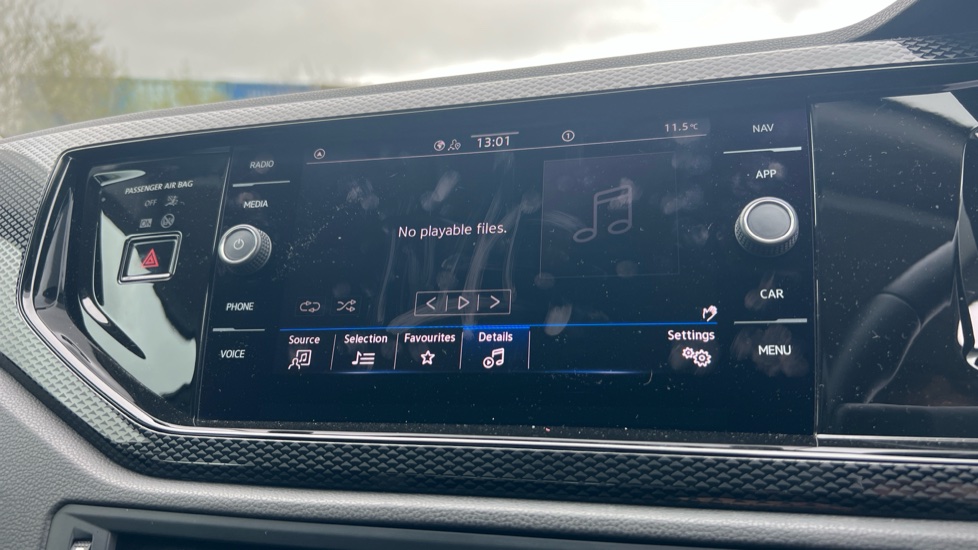 PASSENGER AIR BAG
OFF
RADIO
MEDIA
PHONE
VOICE
13:01
1
11.5°C
No playable files.
Source
Selection
Favourites
Details
Settings
NAV
APP
CAR
MENU